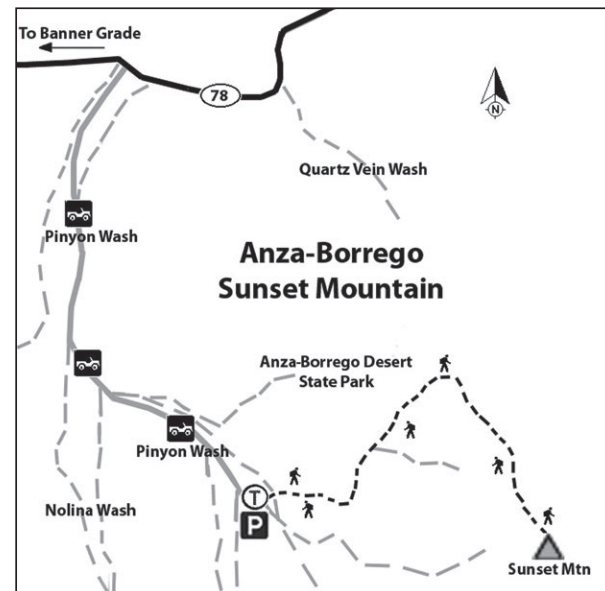 To Banner Grade
78
N
Quartz Vein Wash
Pinyon Wash
Anza-Borrego
Sunset Mountain
Anza-Borrego Desert
State Park
Pinyon Wash
Nolina Wash
T
P
Sunset Mtn